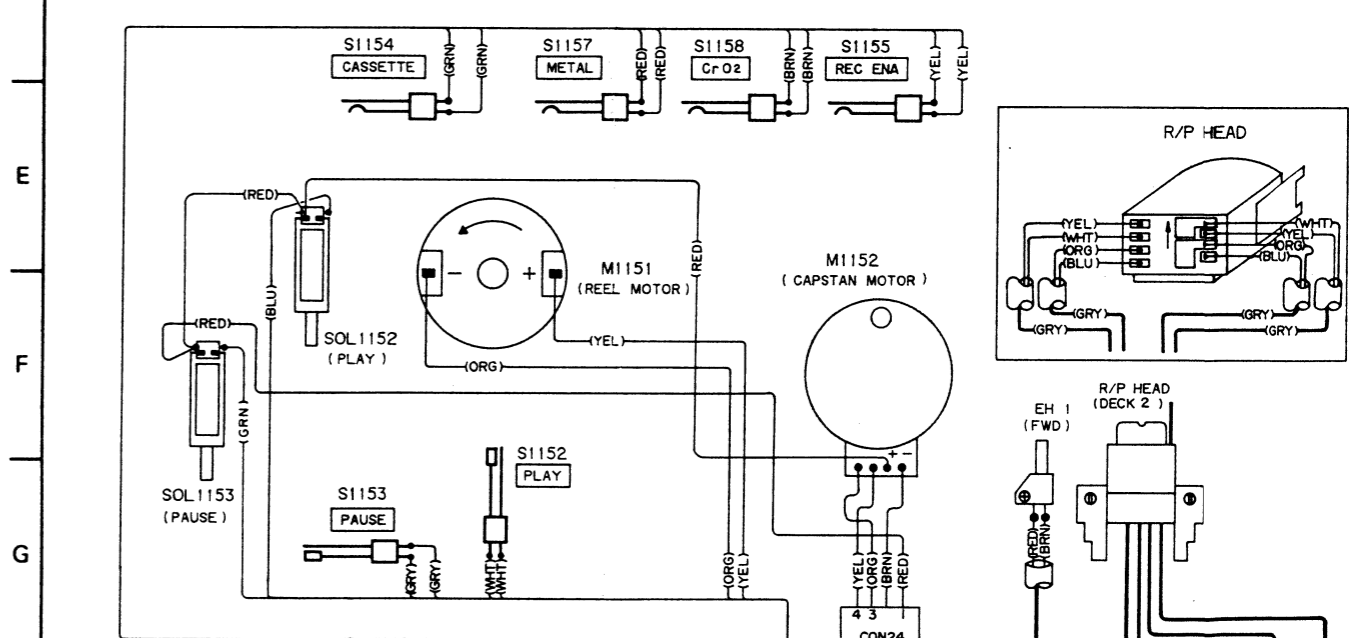 S1154
CASSETTE
(GRN)
(GRN)
S1157
METAL
(RED)
(RED)
S1158
CrO2
(BRN)
(BRN)
S1155
REC ENA
(YEL)
(YEL)
E
R/P HEAD
(YEL)
(WHT)
(ORG)
(BLU)
(WHT)
(YEL)
(ORG)
(BLU)
(GRY)
(GRY)
(GRY)
(GRY)
(RED)
(BLU)
SOL1152
(PLAY)
- +
M1151
(REEL MOTOR)
(RED)
M1152
(CAPSTAN MOTOR)
F
(RED)
(GRN)
SOL1153
(PAUSE)
(YEL)
(ORG)
+ -
EH 1
(FWD)
R/P HEAD
(DECK 2)
G
S1153
PAUSE
(GRY)
(GRY)
S1152
PLAY
(WHT)
(WHT)
(ORG)
(YEL)
(YEL)
(ORG)
(BRN)
(RED)
4 3
CON24
(RED)
(BRN)